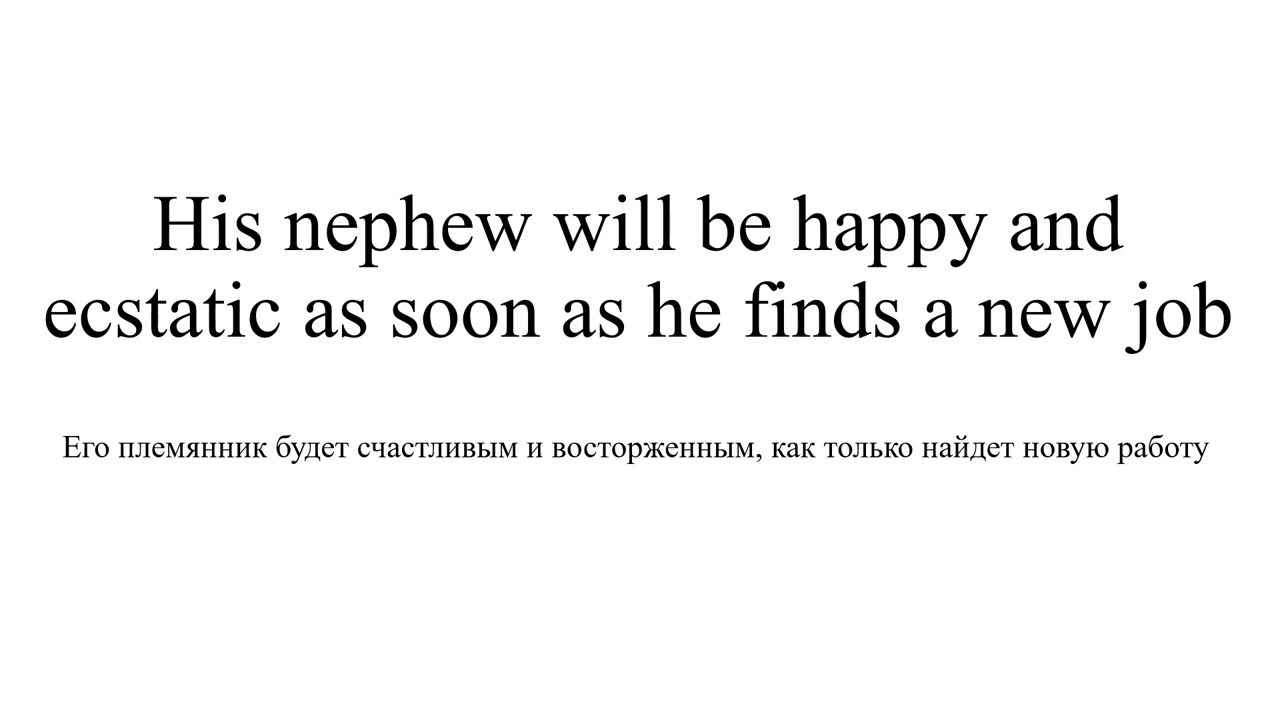 His nephew will be happy and
ecstatic as soon as he finds a new job
Его племянник будет счастливым и восторженным, как только найдет новую работу